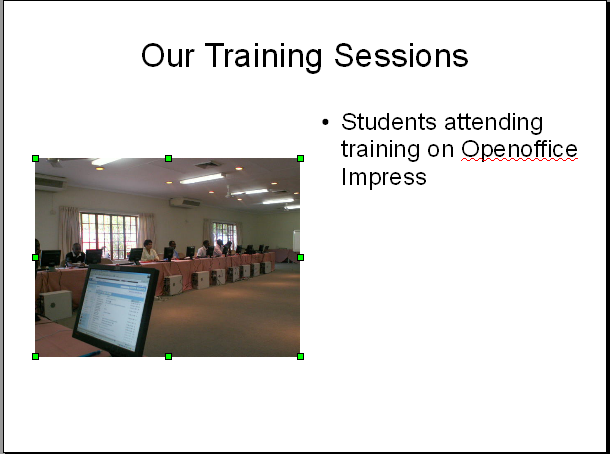 Our Training Sessions
• Students attending
training on Openoffice
Impress